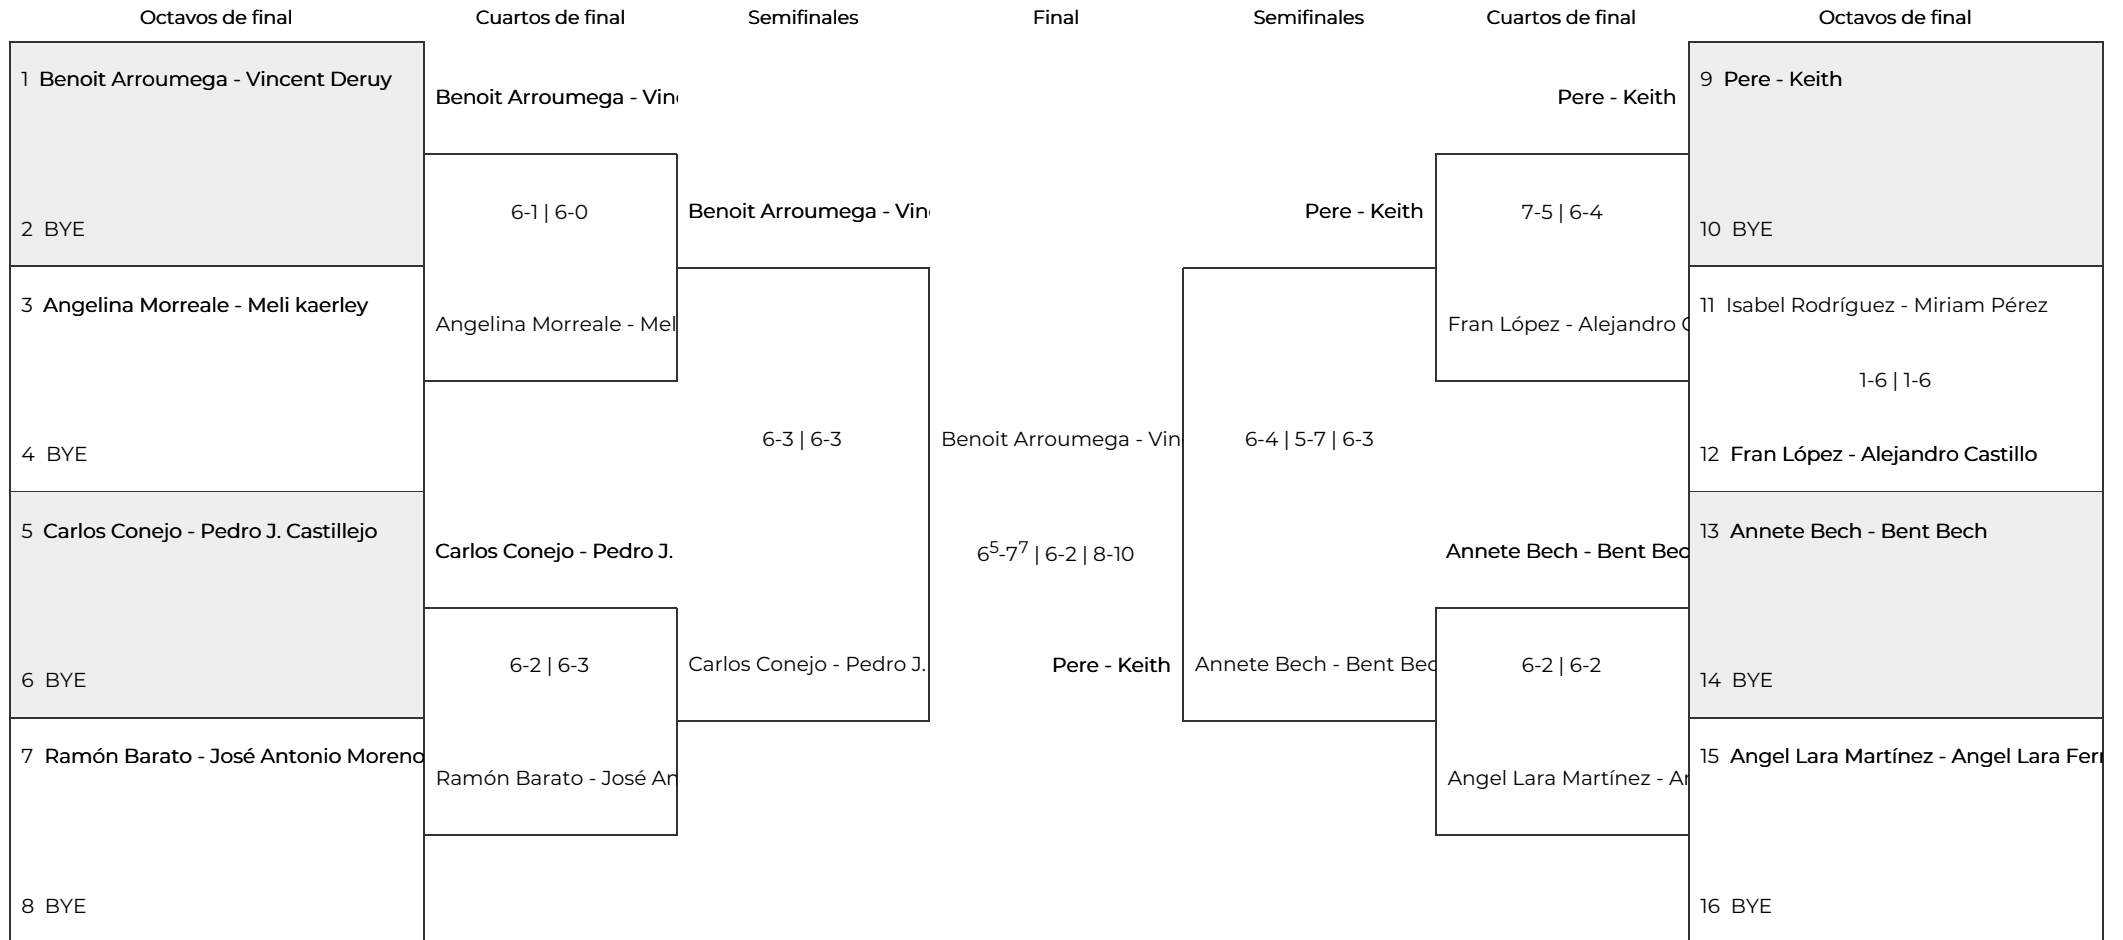 Octavos de final
Cuartos de final
Semifinales
Final
Semifinales
Cuartos de final
Octavos de final
1 Benoit Arroumega - Vincent Deruy
2 BYE
3 Angelina Morreale - Meli kaerley
4 BYE
5 Carlos Conejo - Pedro J. Castillejo
6 BYE
7 Ramón Barato - José Antonio Moreno
8 BYE
Benoit Arroumega - Vin
6-1 | 6-0
Angelina Morreale - Mel
Carlos Conejo - Pedro J.
6-2 | 6-3
Ramón Barato - José An
Benoit Arroumega - Vin
6-3 | 6-3
Carlos Conejo - Pedro J.
Benoit Arroumega - Vin
6⁵-7⁷ | 6-2 | 8-10
Pere - Keith
Pere - Keith
6-4 | 5-7 | 6-3
Annete Bech - Bent Bec
Pere - Keith
7-5 | 6-4
Fran López - Alejandro C
Annete Bech - Bent Bec
6-2 | 6-2
Angel Lara Martínez - An
9 Pere - Keith
10 BYE
11 Isabel Rodríguez - Miriam Pérez
1-6 | 1-6
12 Fran López - Alejandro Castillo
13 Annete Bech - Bent Bech
14 BYE
15 Angel Lara Martínez - Angel Lara Fer
16 BYE